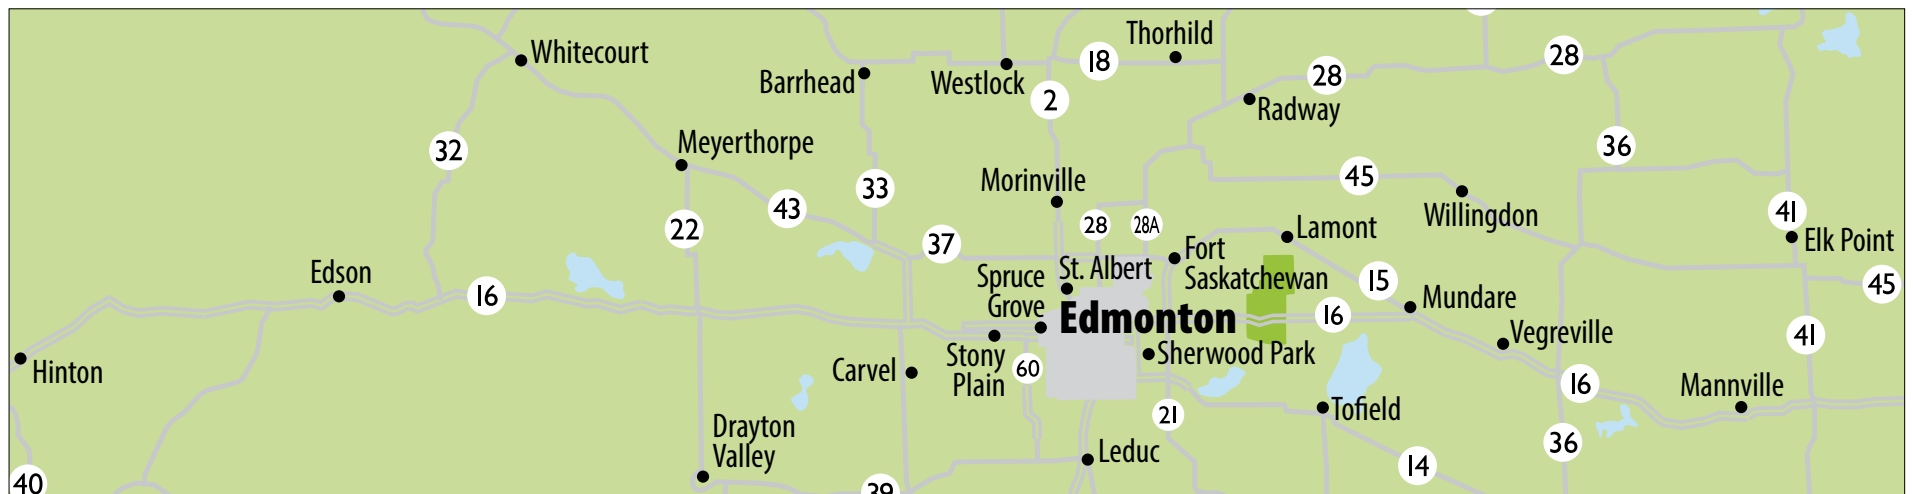 Thorhild
Whitecourt
28
18
28
Barrhead
Westlock
2
Radway
Meyerthorpe
32
36
Morinville
45
33
43
Willingdon
41
22
28
28A
Lamont
37
Fort
Saskatchewan
Elk Point
St. Albert
Edson
Spruce
Grove
16
15
45
Mundare
Edmonton
16
Vegreville
41
Stony
Plain
Sherwood Park
Hinton
Carvel
60
16
Mannville
Tofield
21
Drayton
Valley
36
Leduc
14
40
39